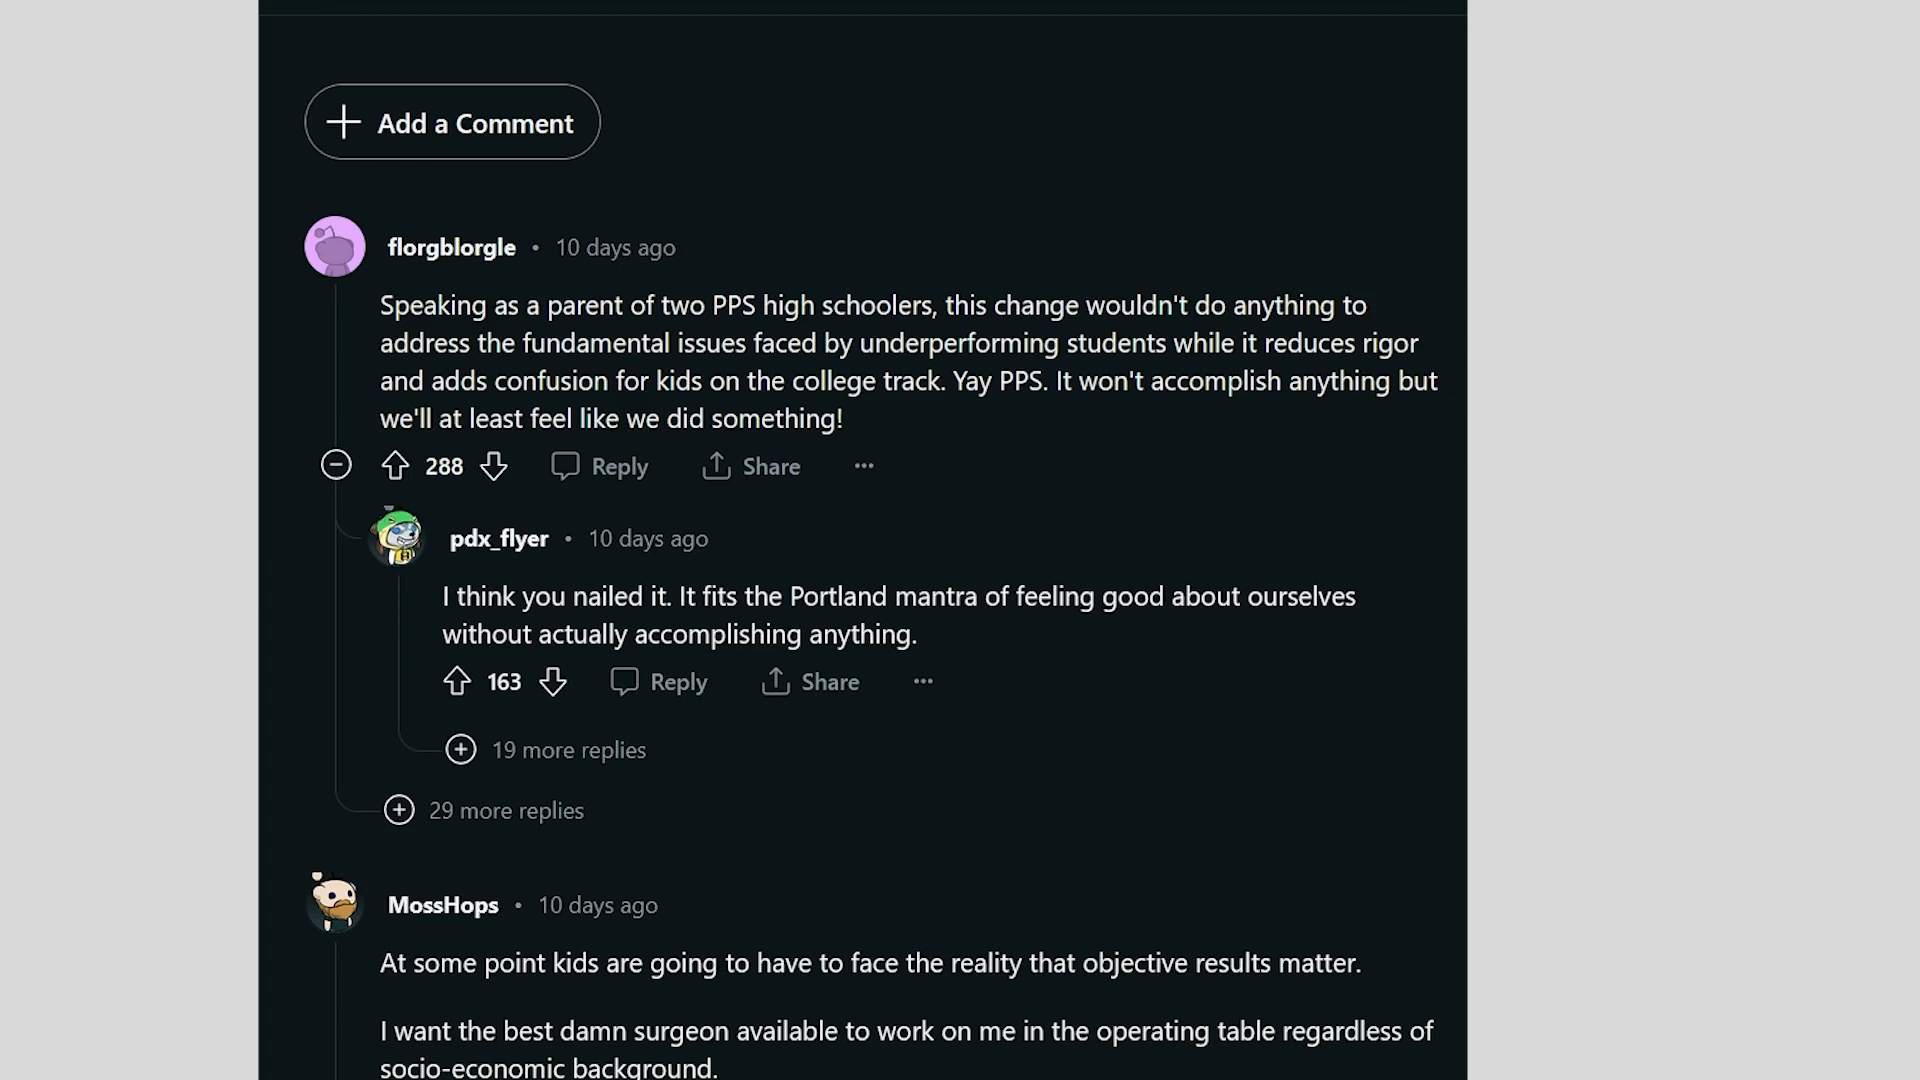 Add a Comment
florgblorgle • 10 days ago
Speaking as a parent of two PPS high schoolers, this change wouldn't do anything to
address the fundamental issues faced by underperforming students while it reduces rigor
and adds confusion for kids on the college track. Yay PPS. It won't accomplish anything but
we'll at least feel like we did something!
288 Reply Share ...
pdx_flyer • 10 days ago
I think you nailed it. It fits the Portland mantra of feeling good about ourselves
without actually accomplishing anything.
163 Reply Share ...
19 more replies
29 more replies
MossHops • 10 days ago
At some point kids are going to have to face the reality that objective results matter.
I want the best damn surgeon available to work on me in the operating table regardless of
socio-economic background.